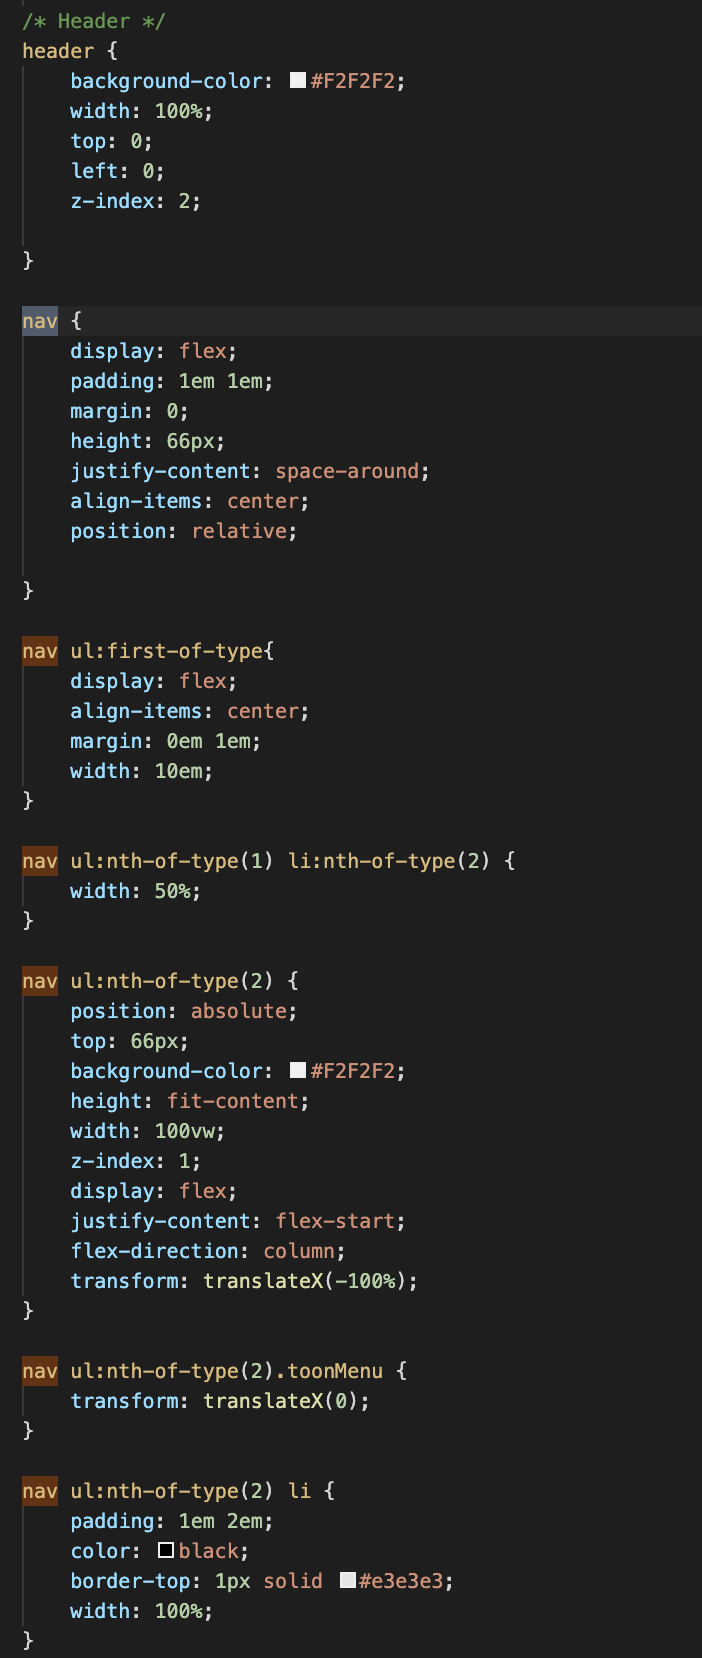 /* Header */
header {
    background-color: #F2F2F2;
    width: 100%;
    top: 0;
    left: 0;
    z-index: 2;

}

nav {
    display: flex;
    padding: 1em 1em;
    margin: 0;
    height: 66px;
    justify-content: space-around;
    align-items: center;
    position: relative;

}

nav ul:first-of-type{
    display: flex;
    align-items: center;
    margin: 0em 1em;
    width: 10em;
}

nav ul:nth-of-type(1) li:nth-of-type(2) {
    width: 50%;
}

nav ul:nth-of-type(2) {
    position: absolute;
    top: 66px;
    background-color: #F2F2F2;
    height: fit-content;
    width: 100vw;
    z-index: 1;
    display: flex;
    justify-content: flex-start;
    flex-direction: column;
    transform: translateX(-100%);
}

nav ul:nth-of-type(2).toonMenu {
    transform: translateX(0);
}

nav ul:nth-of-type(2) li {
    padding: 1em 2em;
    color: black;
    border-top: 1px solid #e3e3e3;
    width: 100%;
}